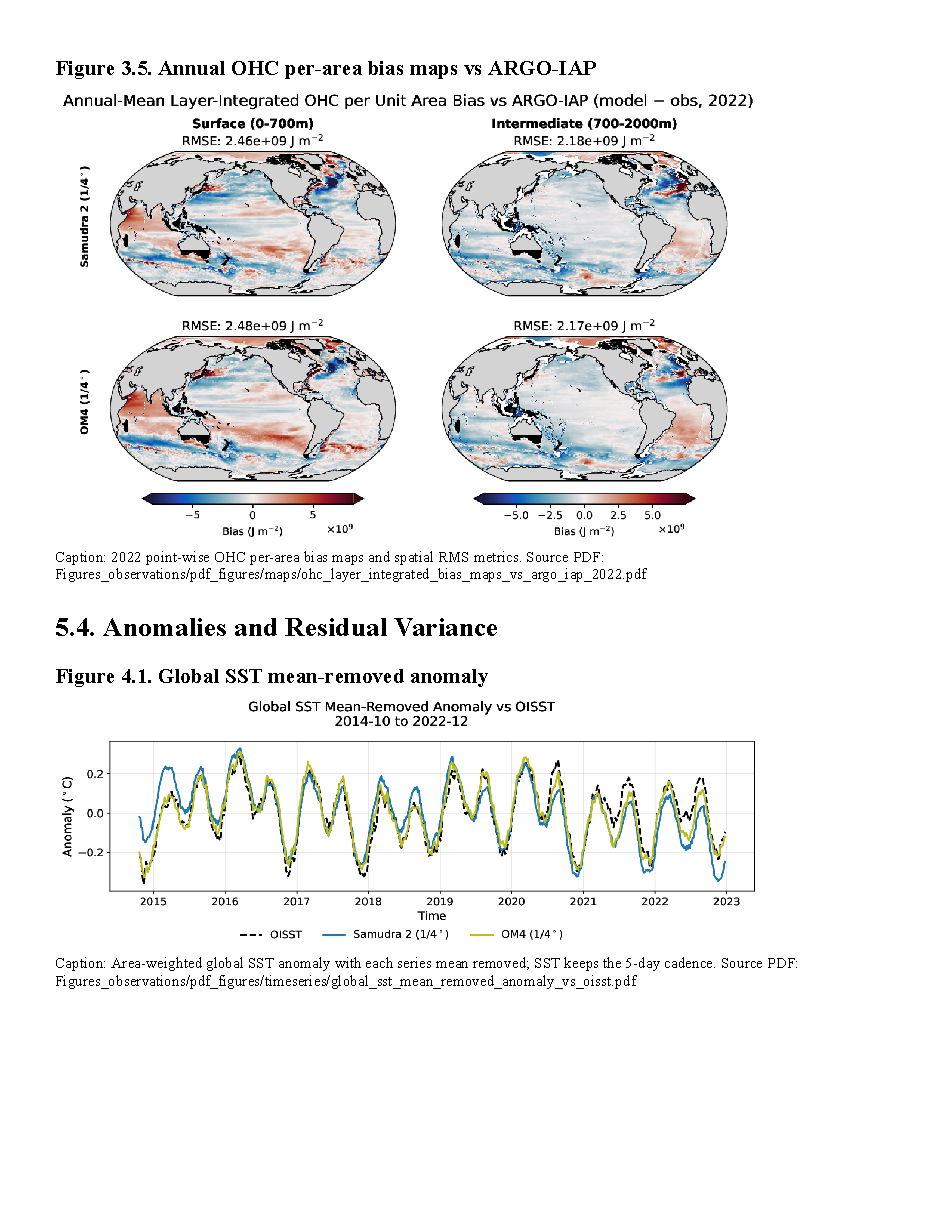 Figure 3.5. Annual OHC per-area bias maps vs ARGO-IAP
Annual-Mean Layer-Integrated OHC per Unit Area Bias vs ARGO-IAP (model − obs, 2022)
Surface (0-700m)
Intermediate (700-2000m)
RMSE: 2.46e+09 J m⁻²
RMSE: 2.18e+09 J m⁻²
Samudra 2 (1/4°)
RMSE: 2.48e+09 J m⁻²
RMSE: 2.17e+09 J m⁻²
OM4 (1/4°)
−5 0 5
Bias (J m⁻²) ×10⁹
−5.0 −2.5 0.0 2.5 5.0
Bias (J m⁻²) ×10⁹
Caption: 2022 point-wise OHC per-area bias maps and spatial RMS metrics. Source PDF:
Figures_observations/pdf_figures/maps/ohc_layer_integrated_bias_maps_vs_argo_iap_2022.pdf
5.4. Anomalies and Residual Variance
Figure 4.1. Global SST mean-removed anomaly
Global SST Mean-Removed Anomaly vs OISST
2014-10 to 2022-12
Anomaly (°C)
0.2
0.0
−0.2
2015 2016 2017 2018 2019 2020 2021 2022 2023
Time
OISST Samudra 2 (1/4°) OM4 (1/4°)
Caption: Area-weighted global SST anomaly with each series mean removed; SST keeps the 5-day cadence. Source PDF:
Figures_observations/pdf_figures/timeseries/global_sst_mean_removed_anomaly_vs_oisst.pdf